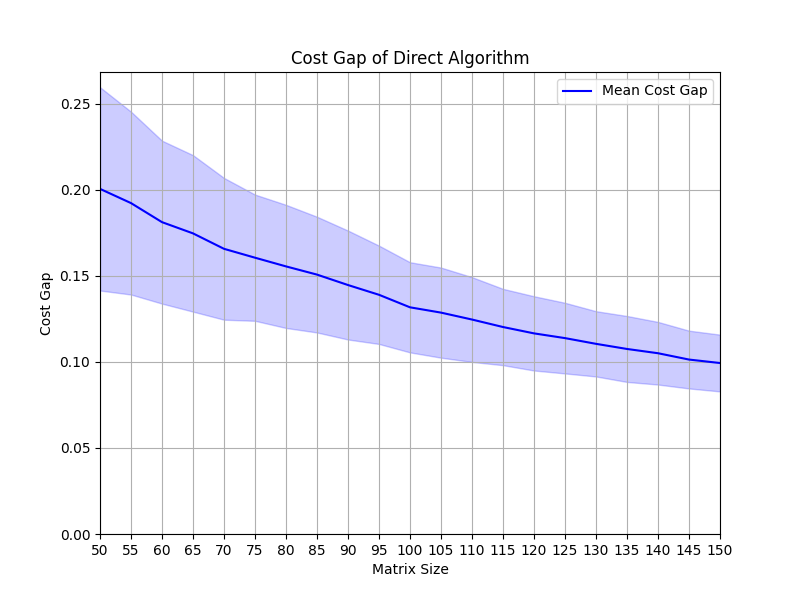 Cost Gap of Direct Algorithm
Mean Cost Gap
Cost Gap
0.25
0.20
0.15
0.10
0.05
0.00
50 55 60 65 70 75 80 85 90 95 100 105 110 115 120 125 130 135 140 145 150
Matrix Size